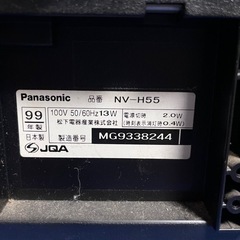 Panasonic 品番 NV-H55
99年製 100V 50/60Hz 13W 電源切時 2.0W
松下電器産業株式会社 (時刻表示消灯時0.4W)
日本製 製造番号 MG9338244
JQA